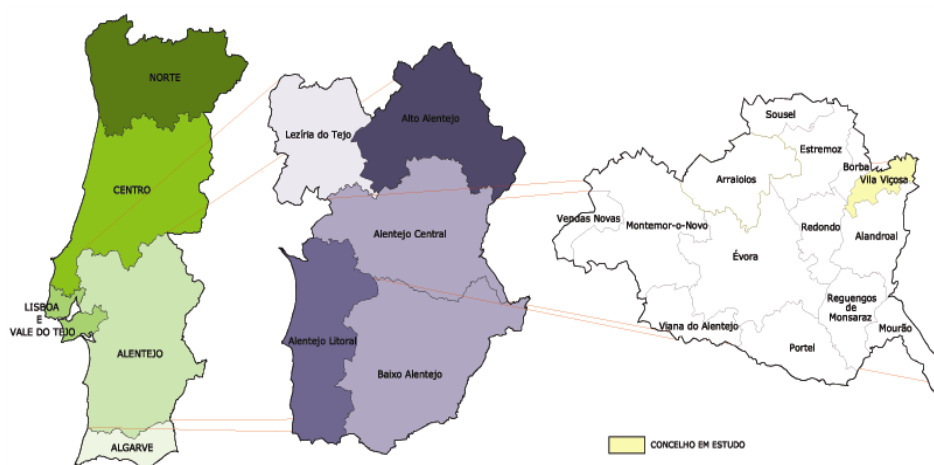 NORTE
CENTRO
LISBOA
E
VALE DO TEJO
ALENTEJO
ALGARVE
Lezíria do Tejo
Alto Alentejo
Alentejo Central
Alentejo Litoral
Baixo Alentejo
Sousel
Estremoz
Borba
Vila Viçosa
Arraiolos
Vendas Novas
Montemor-o-Novo
Redondo
Alandroal
Évora
Reguengos
de
Monsaraz
Mourão
Viana do Alentejo
Portel
CONCELHO EM ESTUDO